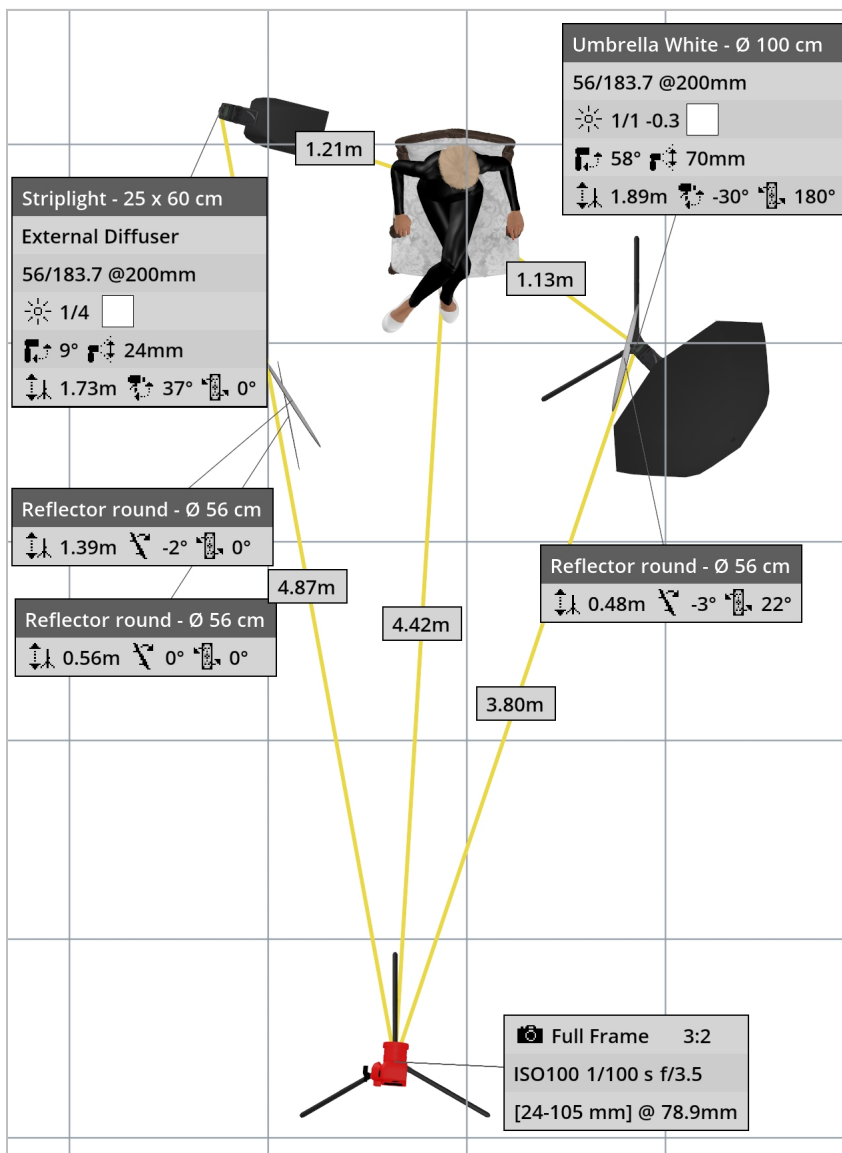 Umbrella White - Ø 100 cm
56/183.7 @200mm
1/1 -0.3
58° 70mm
1.89m -30° 180°
1.21m
Striplight - 25 x 60 cm
External Diffuser
56/183.7 @200mm
1/4
9° 24mm
1.73m 37° 0°
1.13m
Reflector round - Ø 56 cm
1.39m -2° 0°
Reflector round - Ø 56 cm
0.56m 0° 0°
Reflector round - Ø 56 cm
0.48m -3° 22°
4.87m
4.42m
3.80m
Full Frame 3:2
ISO100 1/100 s f/3.5
[24-105 mm] @ 78.9mm